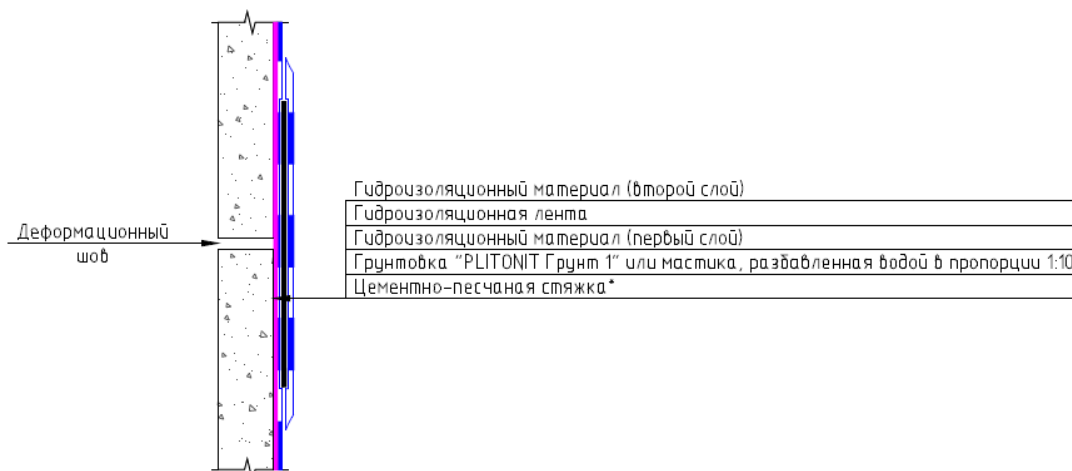 Деформационный
шов
Гидроизоляционный материал (второй слой)
Гидроизоляционная лента
Гидроизоляционный материал (первый слой)
Грунтовка "PLITONIT Грунт 1" или мастика, разбавленная водой в пропорции 1:10
Цементно-песчаная стяжка*